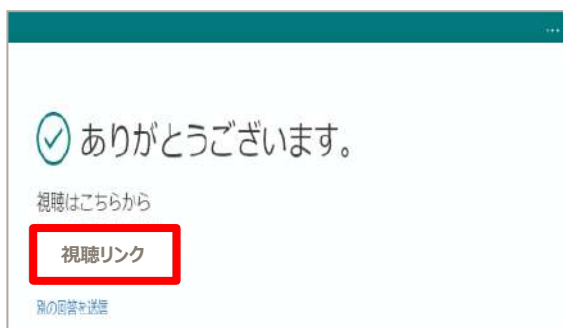 ありがとうございます。
視聴はこちらから
視聴リンク
別の回答を送信